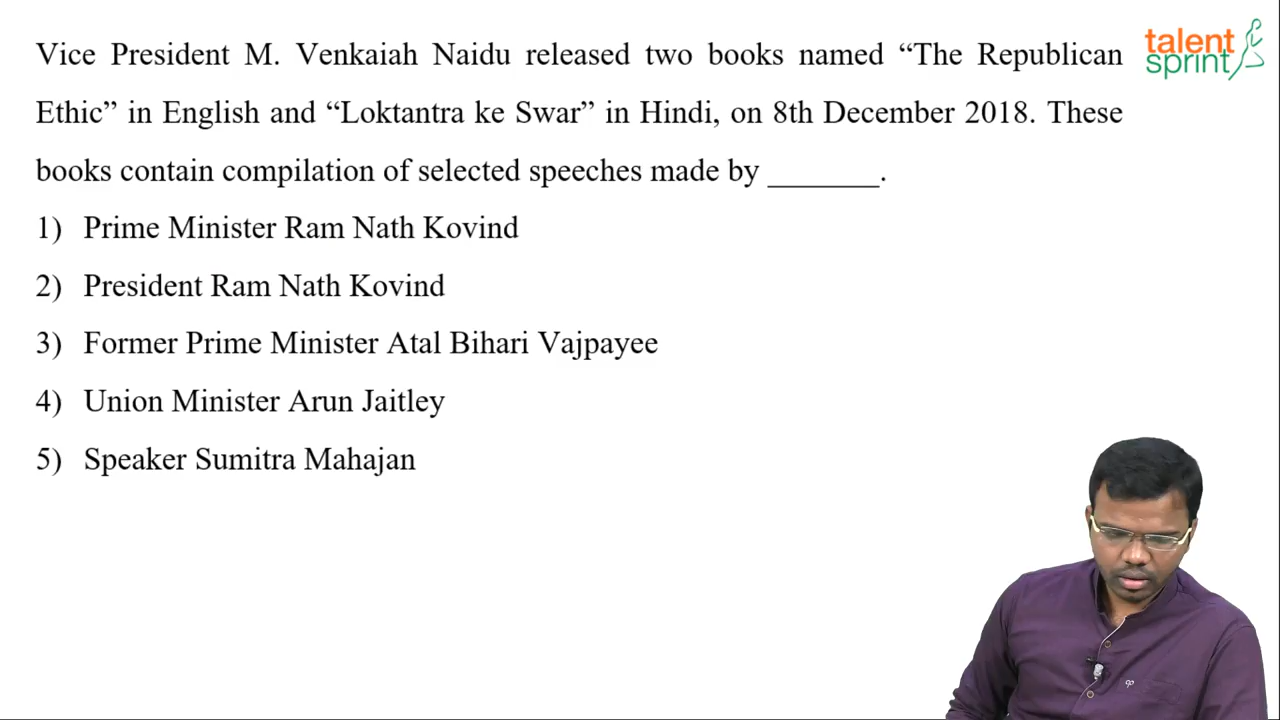 Vice President M. Venkaiah Naidu released two books named “The Republican
Ethic” in English and “Loktantra ke Swar” in Hindi, on 8th December 2018. These
books contain compilation of selected speeches made by _______.
1) Prime Minister Ram Nath Kovind
2) President Ram Nath Kovind
3) Former Prime Minister Atal Bihari Vajpayee
4) Union Minister Arun Jaitley
5) Speaker Sumitra Mahajan
talent
sprint